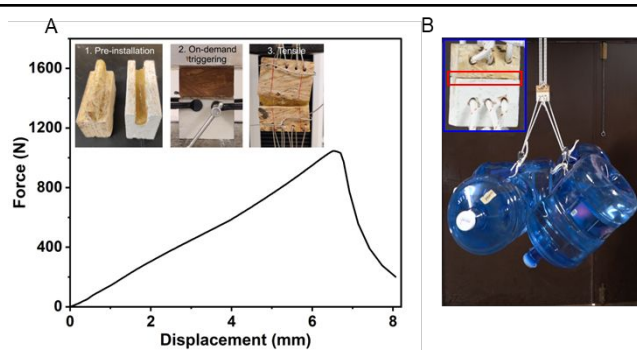 A
B
1. Pre-installation
2. On-demand
triggering
3. Tensile
1600
1200
800
400
0
Force (N)
0
2
4
6
8
Displacement (mm)